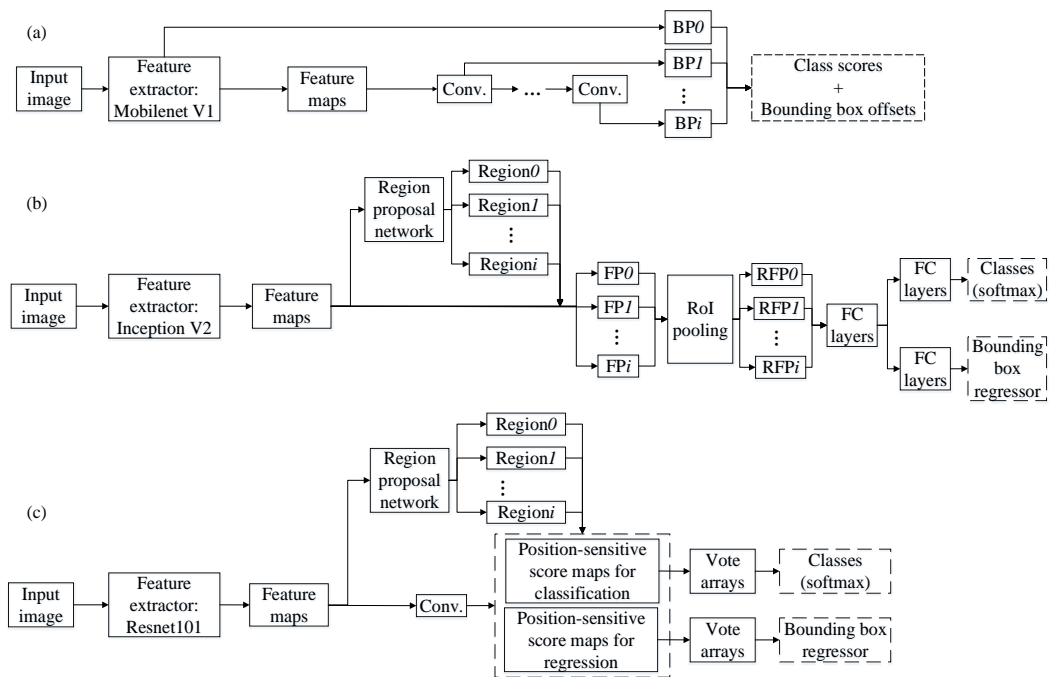 (a)
BP0
Input
image
Feature
extractor:
Mobilenet V1
Feature
maps
Conv.
...
Conv.
BP1
⋮
BPi
Class scores
+
Bounding box offsets
(b)
Region
proposal
network
Region0
Region1
⋮
Regioni
Input
image
Feature
extractor:
Inception V2
Feature
maps
FP0
FP1
⋮
FPi
RoI
pooling
RFP0
RFP1
⋮
RFPi
FC
layers
FC
layers
Classes
(softmax)
FC
layers
Bounding
box
regressor
(c)
Region
proposal
network
Region0
Region1
⋮
Regioni
Input
image
Feature
extractor:
Resnet101
Feature
maps
Conv.
Position-sensitive
score maps for
classification
Vote
arrays
Classes
(softmax)
Position-sensitive
score maps for
regression
Vote
arrays
Bounding box
regressor